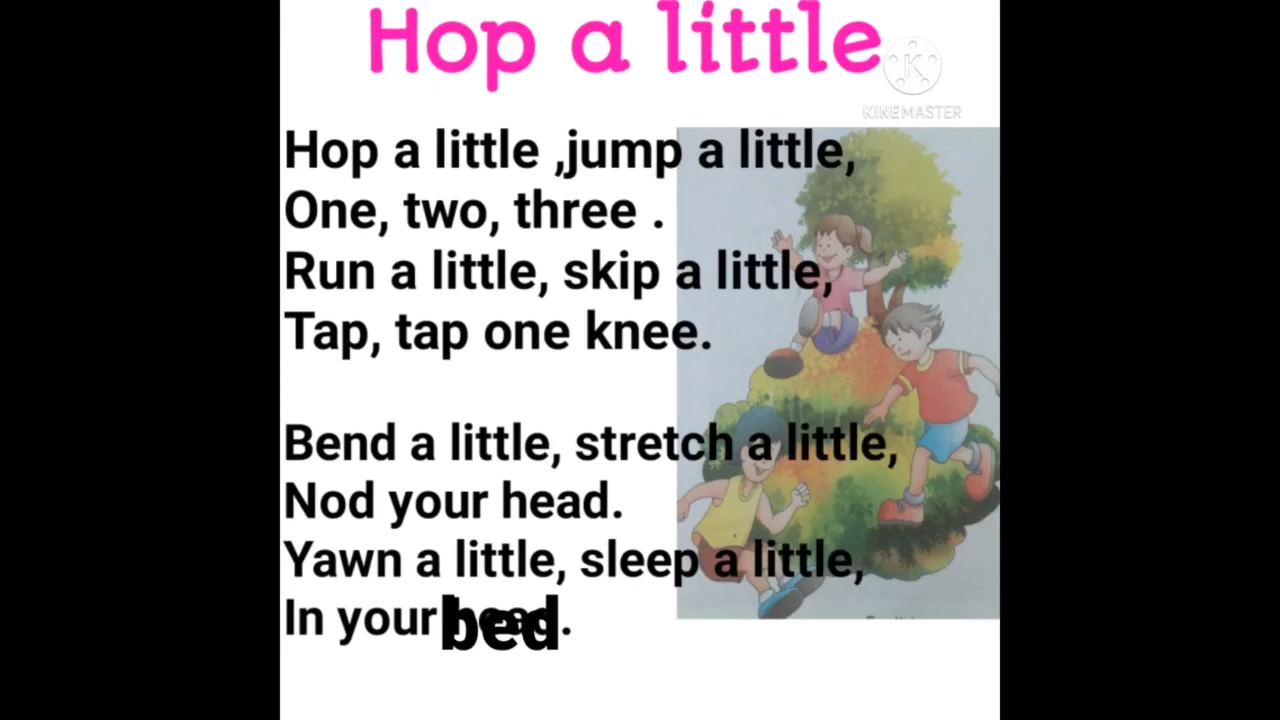 Hop a little
KINEMASTER
Hop a little ,jump a little,
One, two, three .
Run a little, skip a little,
Tap, tap one knee.
Bend a little, stretch a little,
Nod your head.
Yawn a little, sleep a little,
In your bed.